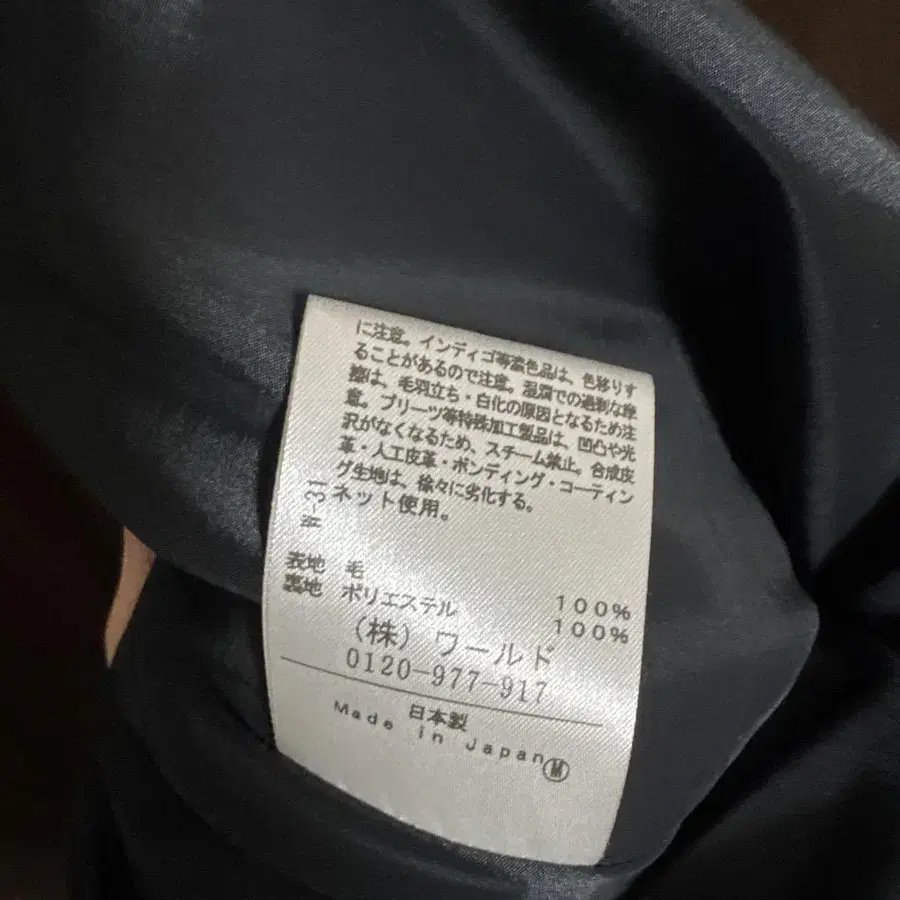 に注意。インディゴ等濃色品は、色移りす
ることがあるので注意。湿潤での過剰な摩
擦は、毛羽立ち・白化の原因となるため注
意。プリーツ等特殊加工製品は、凹凸や光
沢がなくなるため、スチーム禁止。合成皮
革・人工皮革・ボンディング・コーティン
グ生地は、徐々に劣化する。
ネット使用。
W-31
表地 毛 100%
裏地 ポリエステル 100%
(株) ワールド
0120-977-917
日本製
Made in Japan Ⓜ